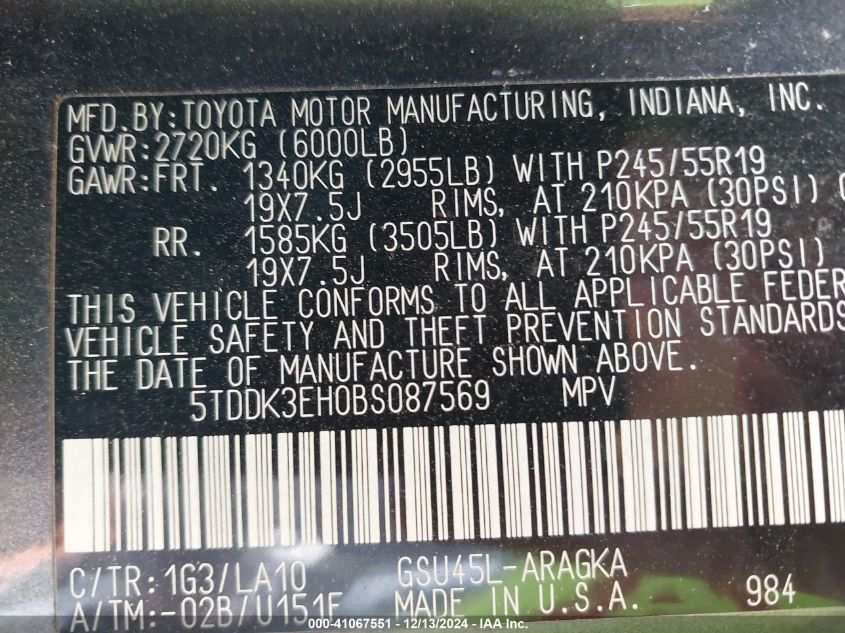 MFD.BY:TOYOTA MOTOR MANUFACTURING, INDIANA, INC.
GVWR:2720KG (6000LB)
GAWR:FRT. 1340KG (2955LB) WITH P245/55R19
19X7.5J RIMS, AT 210KPA (30PSI)
RR. 1585KG (3505LB) WITH P245/55R19
19X7.5J RIMS, AT 210KPA (30PSI)
THIS VEHICLE CONFORMS TO ALL APPLICABLE FEDER
VEHICLE SAFETY AND THEFT PREVENTION STANDARDS
THE DATE OF MANUFACTURE SHOWN ABOVE.
5TDDK3EH0BS087569 MPV
C/TR:1G3/LA10 GSU45L-ARAGKA
A/TM:-02B/U151F MADE IN U.S.A. 984
000-41067551 - 12/13/2024 - IAA Inc.